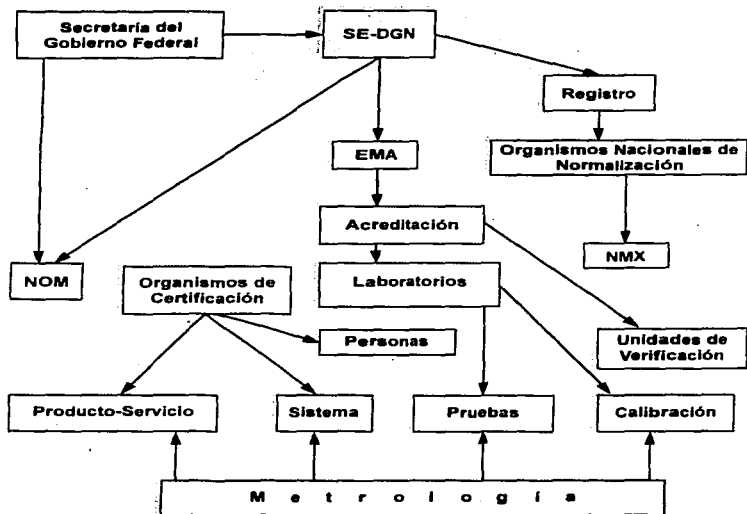 Secretaría del
Gobierno Federal
SE-DGN
Registro
EMA
Organismos Nacionales de
Normalización
Acreditación
NMX
NOM
Organismos de
Certificación
Laboratorios
Personas
Unidades de
Verificación
Producto-Servicio
Sistema
Pruebas
Calibración
M e t r o l o g í a